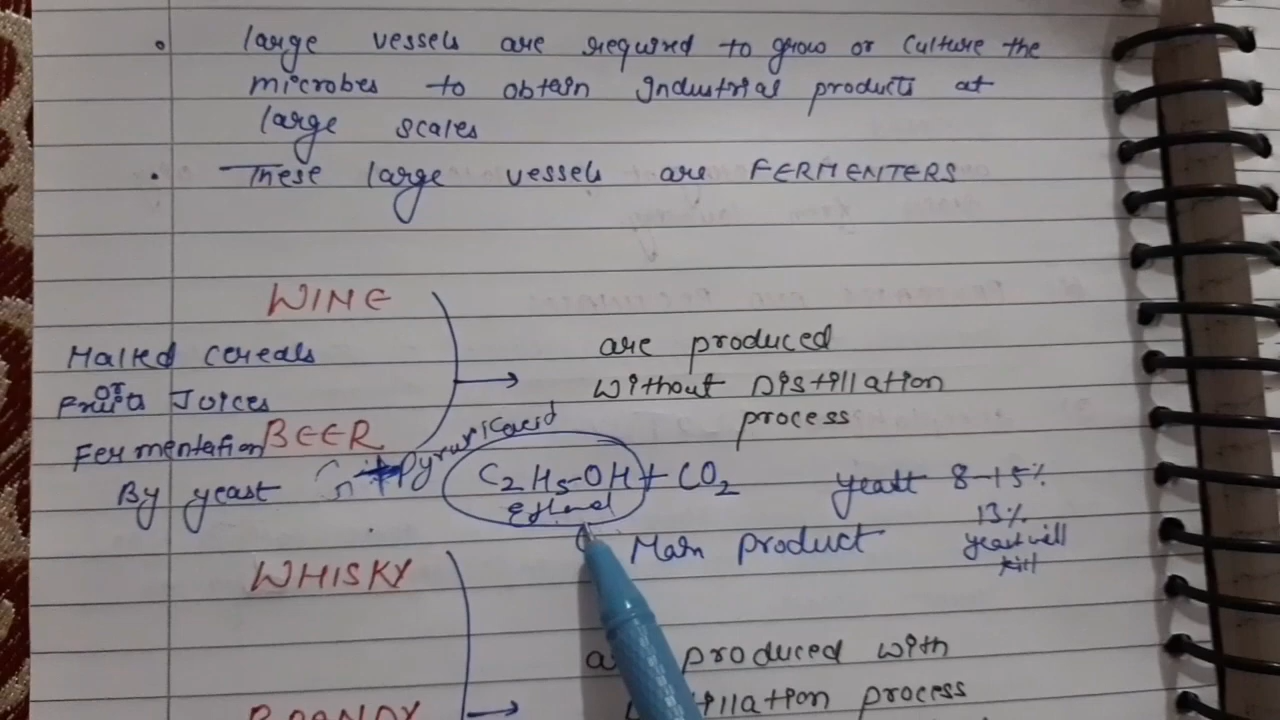 large vessels are required to grow or culture the
microbes to obtain Industrial products at
large scales
These large vessels are FERMENTERS
WINE
Malted cereals
or
Fruits Juices
are produced
without Distillation
process
Fermentation BEER
By yeast
Pyruvic acid
C2H5-OH + CO2
Ethanol
Main product
yeast 8-15%
13%
yeast will
kill
WHISKY
produced with
process